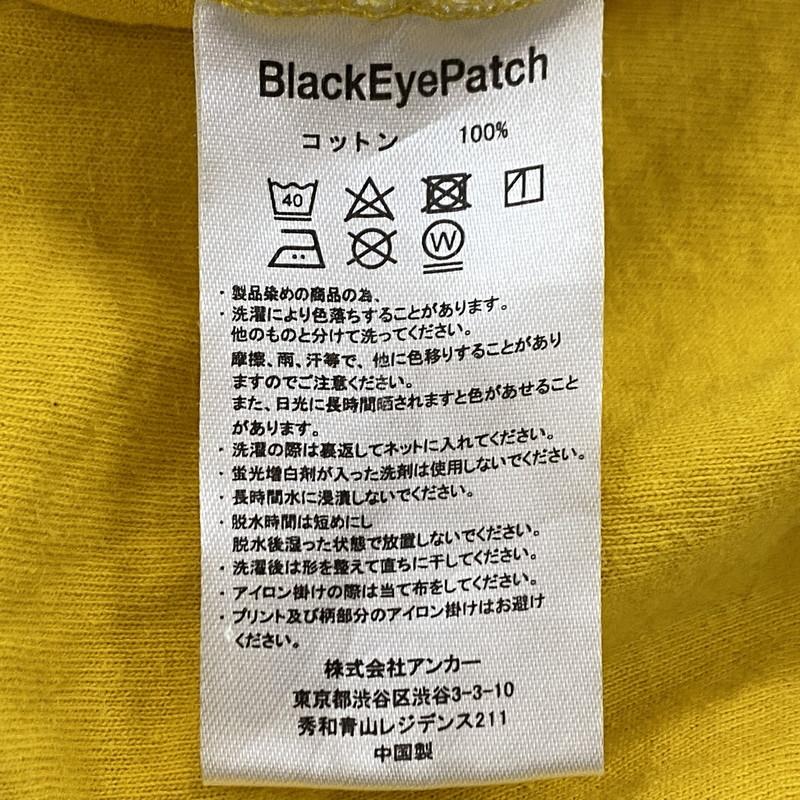 BlackEyePatch
コットン 100%
40
W
・製品染めの商品の為、
・洗濯により色落ちすることがあります。
他のものと分けて洗ってください。
摩擦、雨、汗等で、他に色移りすることがあり
ますのでご注意ください。
また、日光に長時間晒されますと色があせること
があります。
・洗濯の際は裏返してネットに入れてください。
・蛍光増白剤が入った洗剤は使用しないでください。
・長時間水に浸漬しないでください。
・脱水時間は短めにし
脱水後湿った状態で放置しないでください。
・洗濯後は形を整えて直ちに干してください。
・アイロン掛けの際は当て布をしてください。
・プリント及び柄部分のアイロン掛けはお避け
ください。
株式会社アンカー
東京都渋谷区渋谷3-3-10
秀和青山レジデンス211
中国製